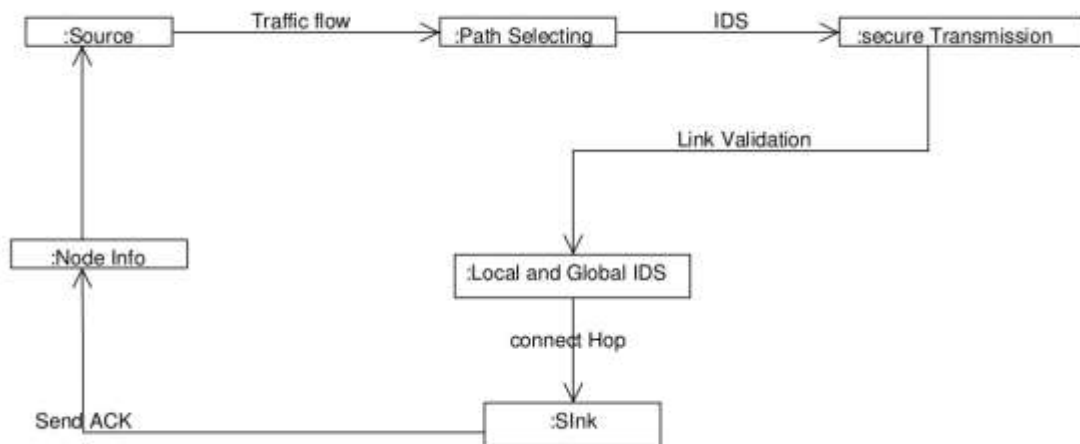 Traffic flow
IDS
:Source
:Path Selecting
:secure Transmission
Link Validation
:Node Info
:Local and Global IDS
connect Hop
Send ACK
:SInk